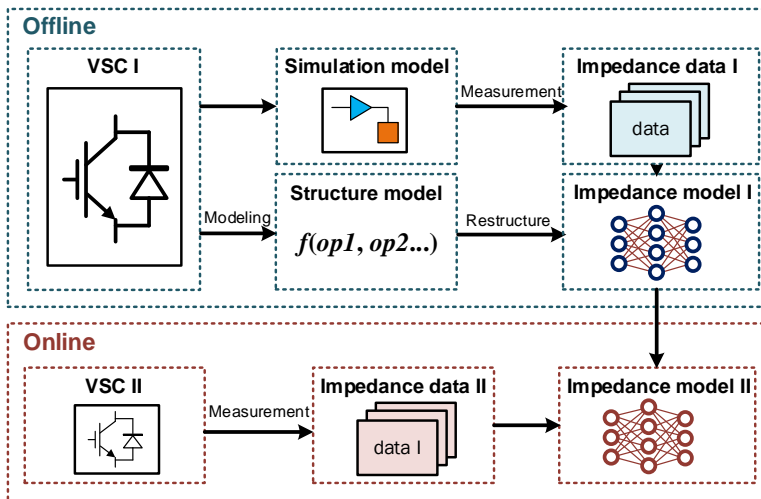 Offline
VSC I
Simulation model
Measurement
Impedance data I
data
Modeling
Structure model
f(op1, op2...)
Restructure
Impedance model I
Online
VSC II
Measurement
Impedance data II
data I
Impedance model II